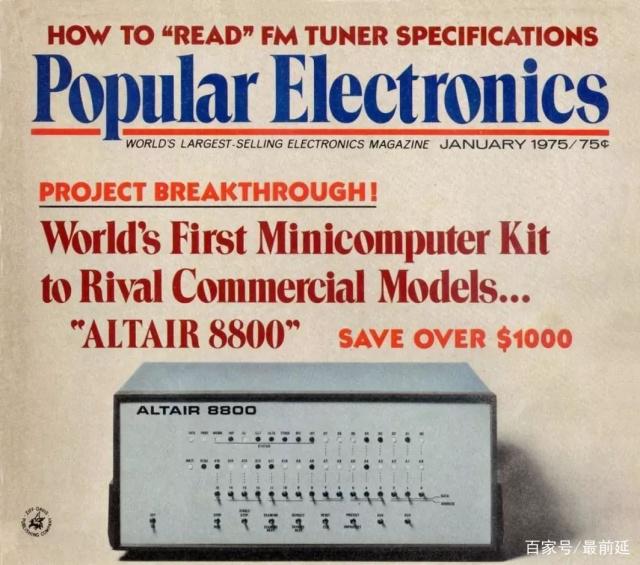 HOW TO “READ” FM TUNER SPECIFICATIONS
Popular Electronics
WORLD'S LARGEST-SELLING ELECTRONICS MAGAZINE JANUARY 1975/75¢
PROJECT BREAKTHROUGH!
World's First Minicomputer Kit
to Rival Commercial Models...
"ALTAIR 8800" SAVE OVER $1000
ALTAIR 8800
百家号/最前延